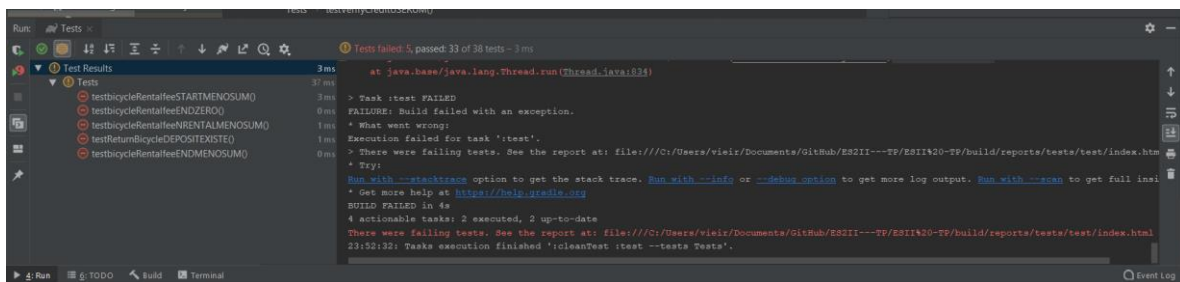 Tests testVerifyCreditUSERUM()
Run: Tests ×
Tests failed: 5, passed: 33 of 38 tests – 3 ms
Test Results 3 ms
Tests 37 ms
testbicycleRentalfeeSTARTMENOSUM() 3 ms
testbicycleRentalfeeENDZERO() 0 ms
testbicycleRentalfeeNRENTALMENOSUM() 1 ms
testReturnBicycleDEPOSITEXISTE() 1 ms
testbicycleRentalfeeENDMENOSUM() 0 ms
at java.base/java.lang.Thread.run(Thread.java:834)
> Task :test FAILED
FAILURE: Build failed with an exception.
* What went wrong:
Execution failed for task ':test'.
> There were failing tests. See the report at: file:///C:/Users/vieir/Documents/GitHub/ES2II---TP/ESII%20-TP/build/reports/tests/test/index.htm
* Try:
Run with --stacktrace option to get the stack trace. Run with --info or --debug option to get more log output. Run with --scan to get full insi
* Get more help at https://help.gradle.org
BUILD FAILED in 4s
4 actionable tasks: 2 executed, 2 up-to-date
There were failing tests. See the report at: file:///C:/Users/vieir/Documents/GitHub/ES2II---TP/ESII%20-TP/build/reports/tests/test/index.html
23:52:32: Tasks execution finished ':cleanTest :test --tests Tests'.
4: Run 6: TODO Build Terminal Event Log